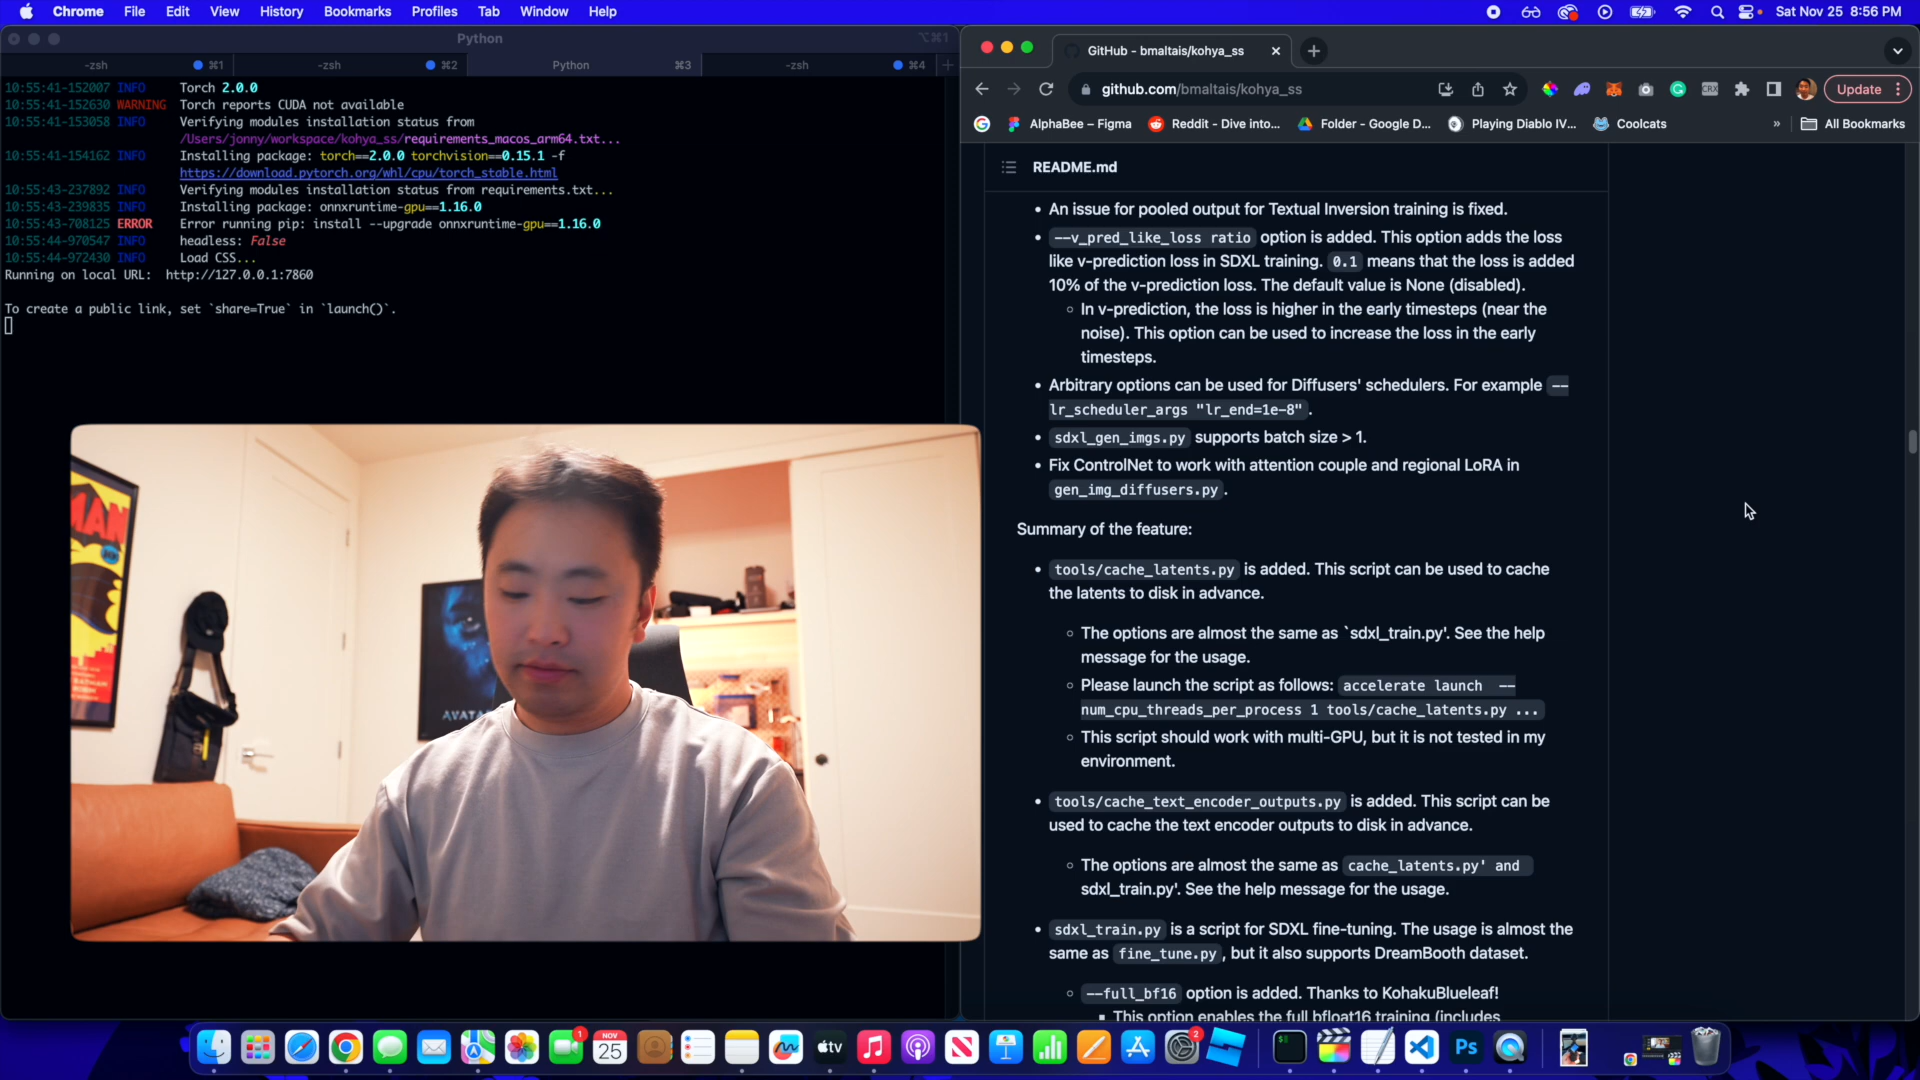 Chrome File Edit View History Bookmarks Profiles Tab Window Help
Sat Nov 25 8:56 PM
Python
⌥⌘1
-zsh ⌘1
-zsh ⌘2
Python ⌘3
-zsh ⌘4
10:55:41-152007 INFO Torch 2.0.0
10:55:41-152630 WARNING Torch reports CUDA not available
10:55:41-153058 INFO Verifying modules installation status from
/Users/jonny/workspace/kohya_ss/requirements_macos_arm64.txt...
10:55:41-154162 INFO Installing package: torch==2.0.0 torchvision==0.15.1 -f
https://download.pytorch.org/whl/cpu/torch_stable.html
10:55:43-237892 INFO Verifying modules installation status from requirements.txt...
10:55:43-239835 INFO Installing package: onnxruntime-gpu==1.16.0
10:55:43-708125 ERROR Error running pip: install --upgrade onnxruntime-gpu==1.16.0
10:55:44-970547 INFO headless: False
10:55:44-972430 INFO Load CSS...
Running on local URL: http://127.0.0.1:7860
To create a public link, set `share=True` in `launch()`.
MAN
AVATA
GitHub - bmaltais/kohya_ss
github.com/bmaltais/kohya_ss
CRX
Update
AlphaBee – Figma Reddit - Dive into... Folder - Google D... Playing Diablo IV... Coolcats » All Bookmarks
README.md
• An issue for pooled output for Textual Inversion training is fixed.
• --v_pred_like_loss ratio option is added. This option adds the loss
like v-prediction loss in SDXL training. 0.1 means that the loss is added
10% of the v-prediction loss. The default value is None (disabled).
◦ In v-prediction, the loss is higher in the early timesteps (near the
noise). This option can be used to increase the loss in the early
timesteps.
• Arbitrary options can be used for Diffusers' schedulers. For example --
lr_scheduler_args "lr_end=1e-8".
• sdxl_gen_imgs.py supports batch size > 1.
• Fix ControlNet to work with attention couple and regional LoRA in
gen_img_diffusers.py.
Summary of the feature:
• tools/cache_latents.py is added. This script can be used to cache
the latents to disk in advance.
◦ The options are almost the same as `sdxl_train.py'. See the help
message for the usage.
◦ Please launch the script as follows: accelerate launch --
num_cpu_threads_per_process 1 tools/cache_latents.py ...
◦ This script should work with multi-GPU, but it is not tested in my
environment.
• tools/cache_text_encoder_outputs.py is added. This script can be
used to cache the text encoder outputs to disk in advance.
◦ The options are almost the same as cache_latents.py' and
sdxl_train.py'. See the help message for the usage.
• sdxl_train.py is a script for SDXL fine-tuning. The usage is almost the
same as fine_tune.py, but it also supports DreamBooth dataset.
◦ --full_bf16 option is added. Thanks to KohakuBlueleaf!
▪ This option enables the full bfloat16 training (includes
1
NOV
25
tv
2
Ps